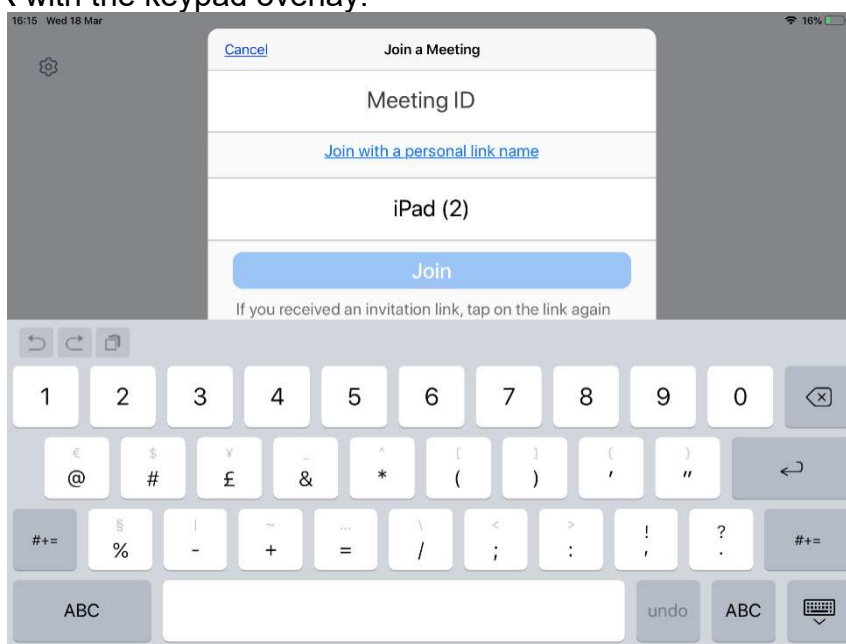 with the keypad overlay.
16:15 Wed 18 Mar
16%
Cancel Join a Meeting
Meeting ID
Join with a personal link name
iPad (2)
Join
If you received an invitation link, tap on the link again
1 2 3 4 5 6 7 8 9 0
€ $ ¥ _ ^ [ ] { }
@ # £ & * ( ) ' "
§ | ~ … \ < > ! ?
#+= % - + = / ; : , . #+=
ABC undo ABC